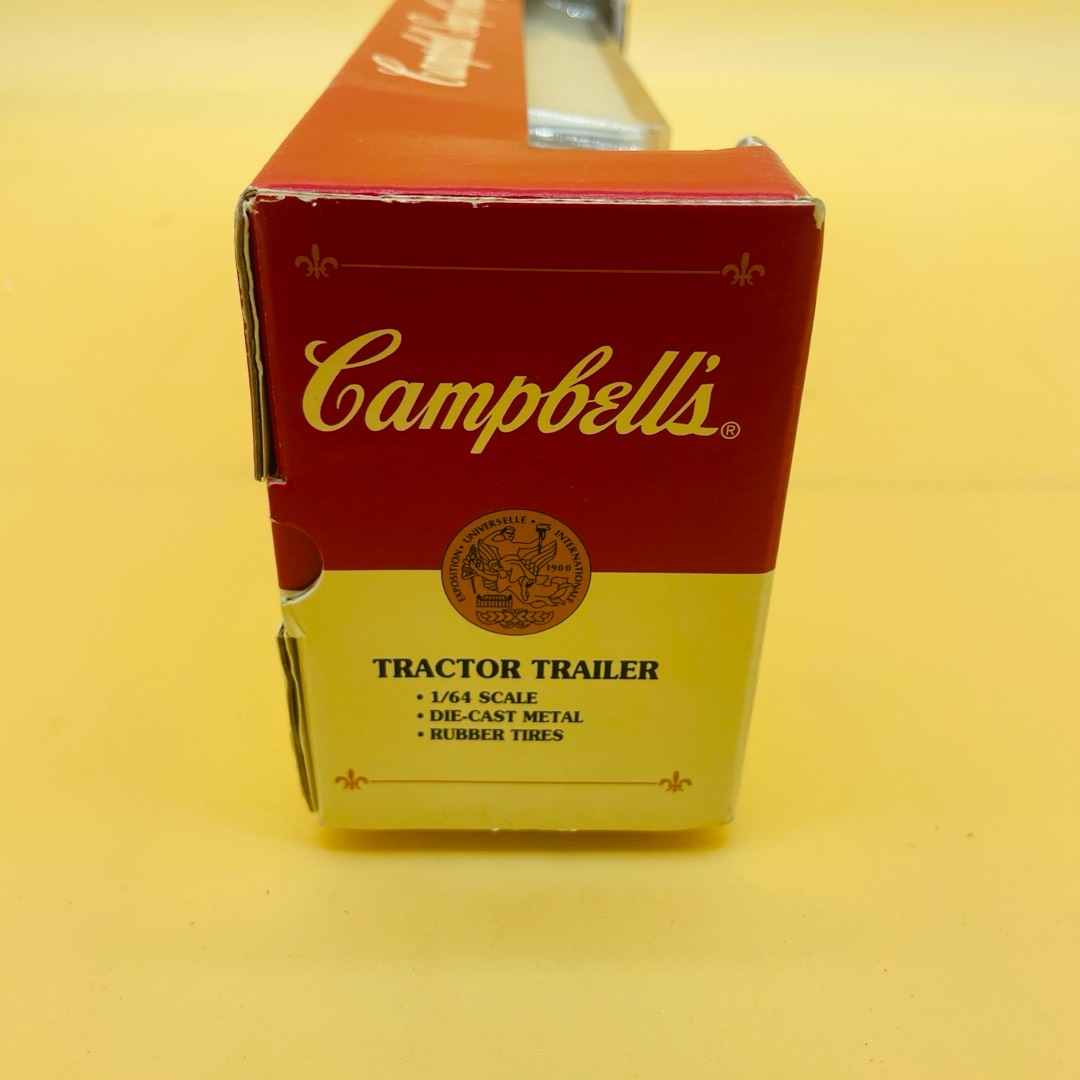 Campbell's®
EXPOSITION • UNIVERSELLE • INTERNATIONALE
1900
TRACTOR TRAILER
• 1/64 SCALE
• DIE-CAST METAL
• RUBBER TIRES